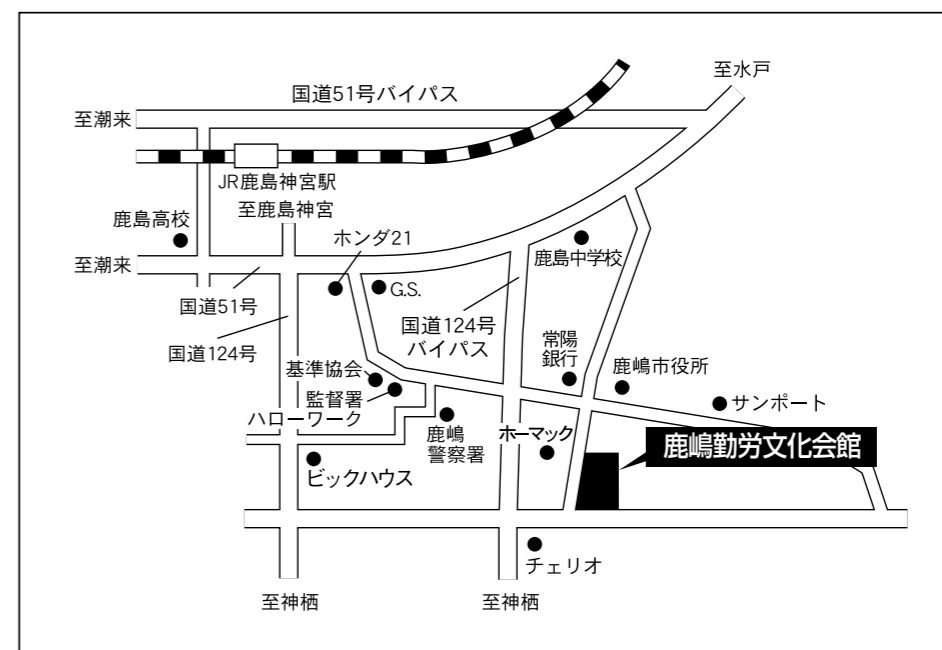 至水戸
国道51号バイパス
至潮来
JR鹿島神宮駅
至鹿島神宮
鹿島高校
ホンダ21
鹿島中学校
至潮来
G.S.
国道51号
国道124号
バイパス
国道124号
常陽
銀行
基準協会
鹿嶋市役所
監督署
サンポート
ハローワーク
鹿嶋
警察署
ホーマック
鹿嶋勤労文化会館
ビックハウス
チェリオ
至神栖
至神栖